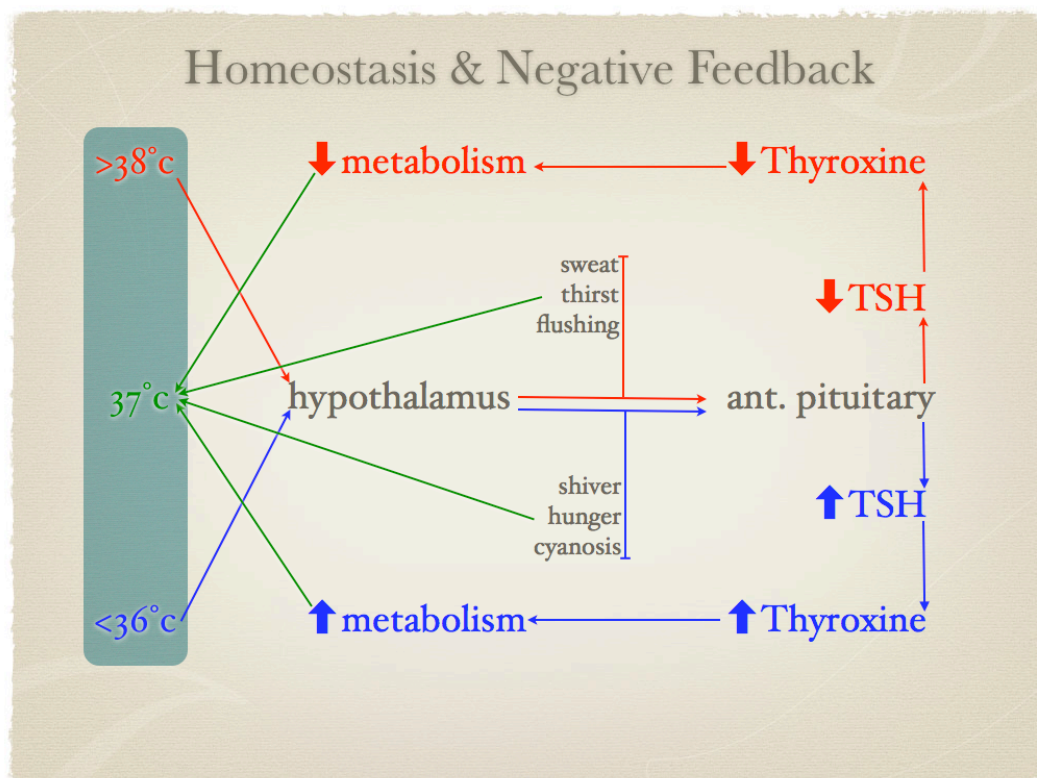 Homeostasis & Negative Feedback
>38°c
metabolism
Thyroxine
sweat
thirst
flushing
TSH
37°c
hypothalamus
ant. pituitary
shiver
hunger
cyanosis
TSH
<36°c
metabolism
Thyroxine